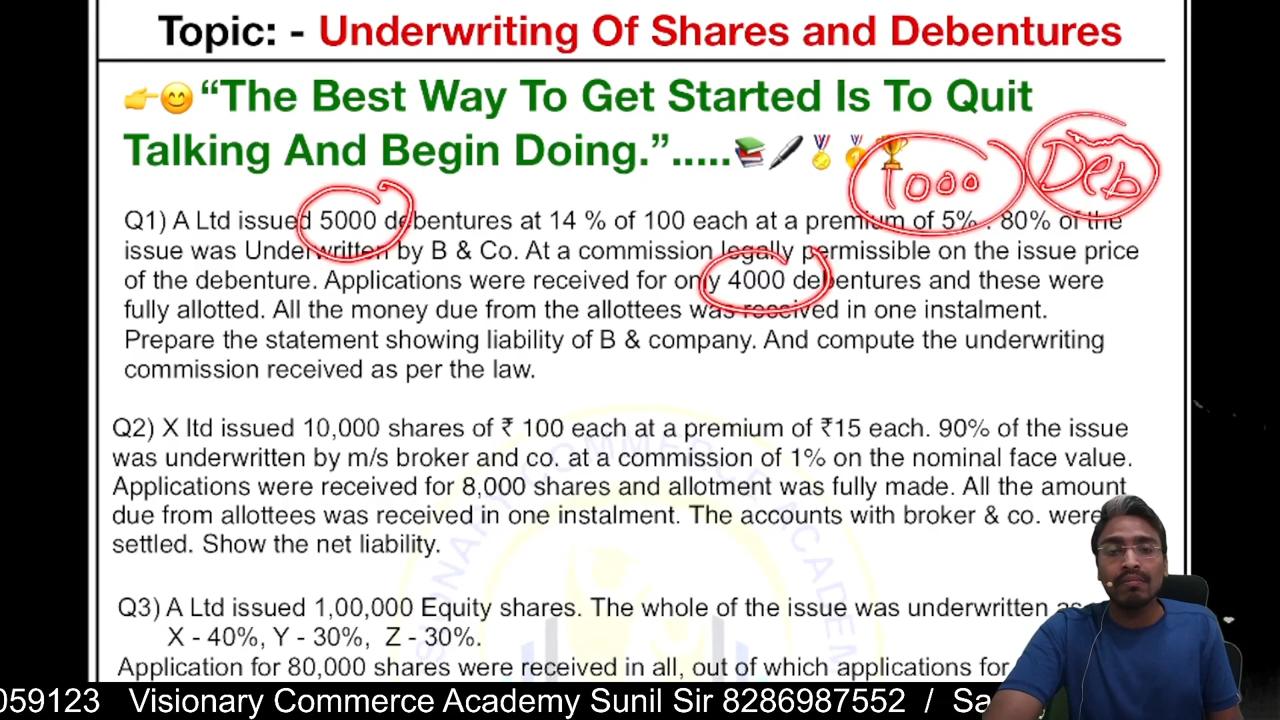 Topic: - Underwriting Of Shares and Debentures
👉😊“The Best Way To Get Started Is To Quit
Talking And Begin Doing.”.....📚🖊️🏅🥇🏆
1000 Deb
Q1) A Ltd issued 5000 debentures at 14 % of 100 each at a premium of 5% . 80% of the
issue was Underwritten by B & Co. At a commission legally permissible on the issue price
of the debenture. Applications were received for only 4000 debentures and these were
fully allotted. All the money due from the allottees was received in one instalment.
Prepare the statement showing liability of B & company. And compute the underwriting
commission received as per the law.
Q2) X ltd issued 10,000 shares of ₹ 100 each at a premium of ₹15 each. 90% of the issue
was underwritten by m/s broker and co. at a commission of 1% on the nominal face value.
Applications were received for 8,000 shares and allotment was fully made. All the amount
due from allottees was received in one instalment. The accounts with broker & co. were
settled. Show the net liability.
Q3) A Ltd issued 1,00,000 Equity shares. The whole of the issue was underwritten as
X - 40%, Y - 30%, Z - 30%.
Application for 80,000 shares were received in all, out of which applications for
059123 Visionary Commerce Academy Sunil Sir 8286987552 / Sa